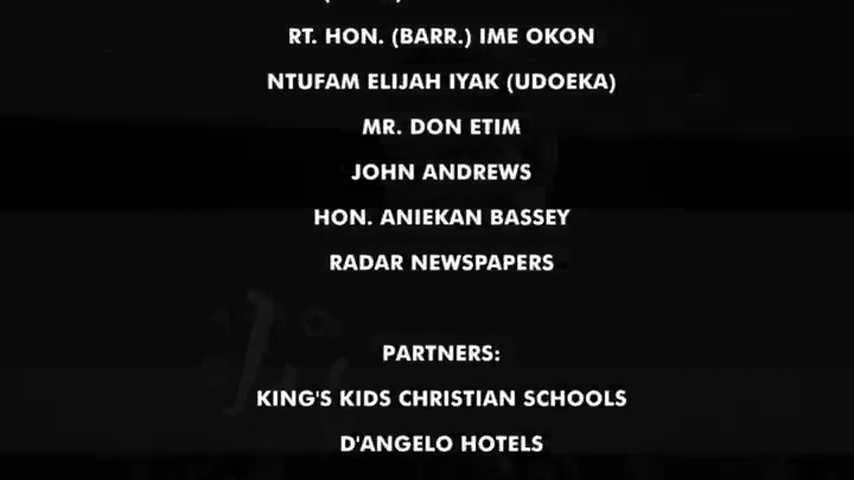 RT. HON. (BARR.) IME OKON
NTUFAM ELIJAH IYAK (UDOEKA)
MR. DON ETIM
JOHN ANDREWS
HON. ANIEKAN BASSEY
RADAR NEWSPAPERS
PARTNERS:
KING'S KIDS CHRISTIAN SCHOOLS
D'ANGELO HOTELS